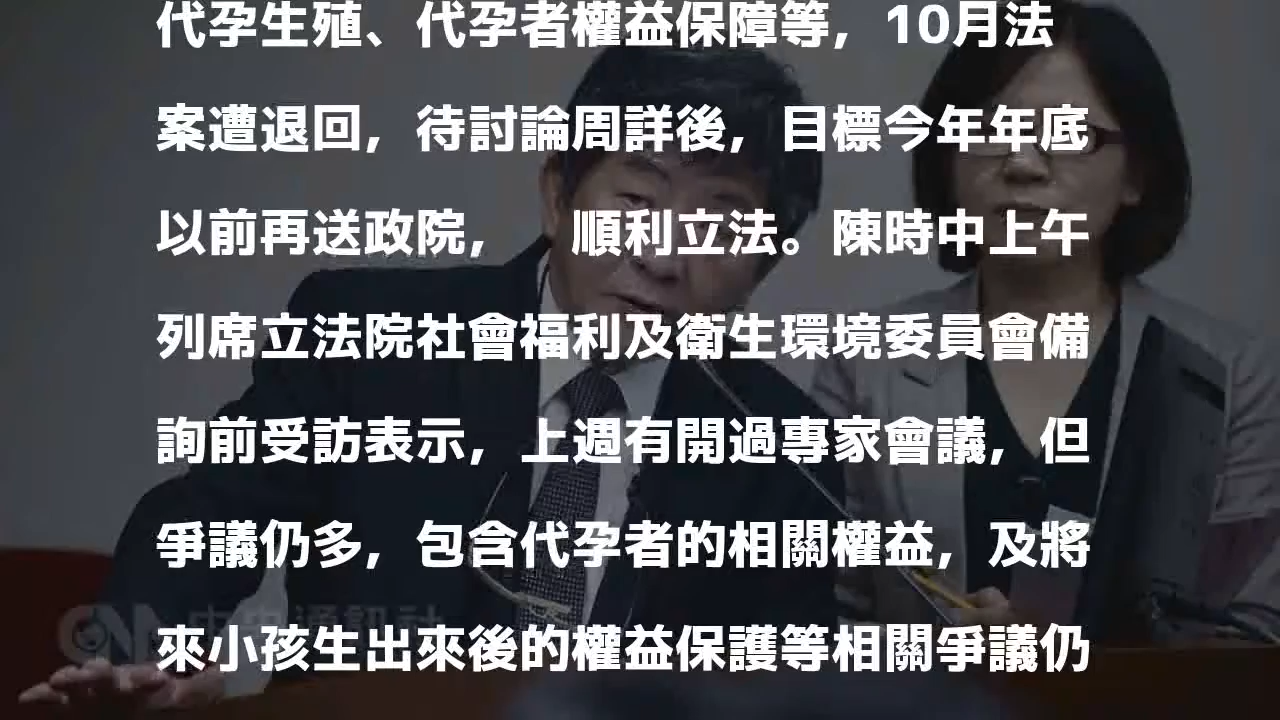 代孕生殖、代孕者權益保障等，10月法
案遭退回，待討論周詳後，目標今年年底
以前再送政院，　順利立法。陳時中上午
列席立法院社會福利及衛生環境委員會備
詢前受訪表示，上週有開過專家會議，但
爭議仍多，包含代孕者的相關權益，及將
來小孩生出來後的權益保護等相關爭議仍
CNA 中央通訊社